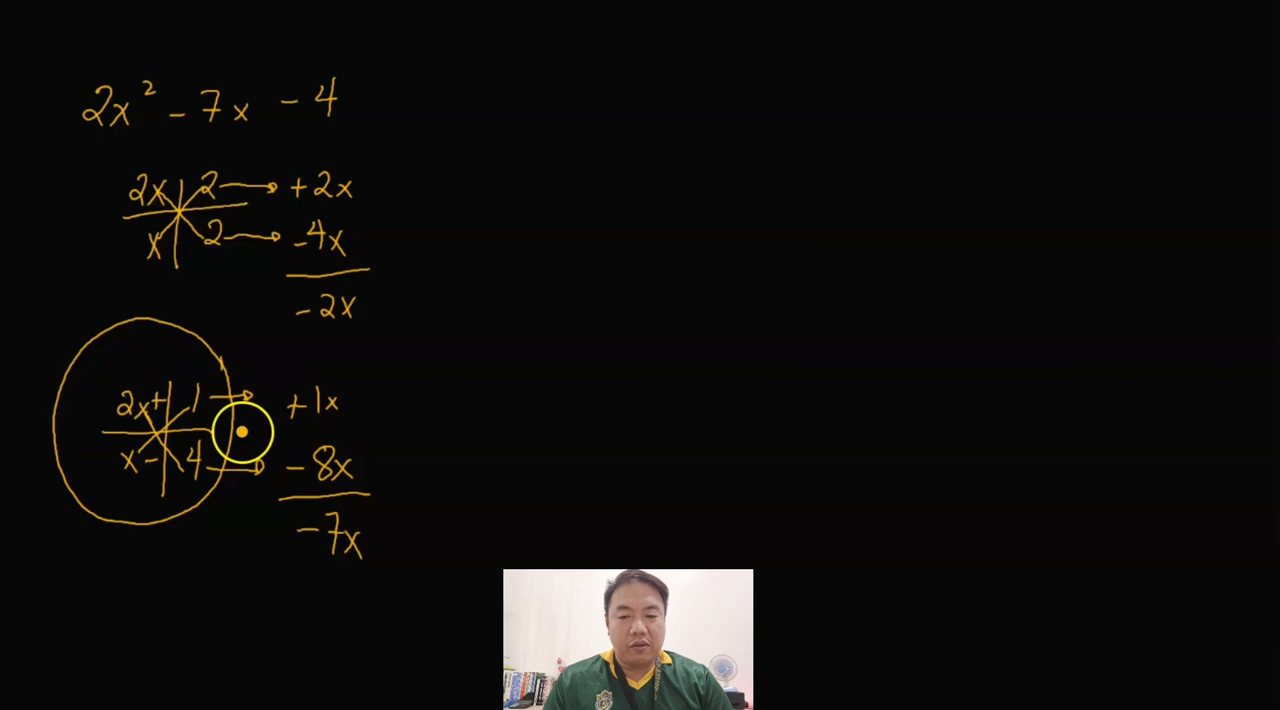 2x² - 7x - 4
2x 2 → +2x
x 2 → -4x
-2x
2x + 1 → +1x
x - 4 → -8x
-7x